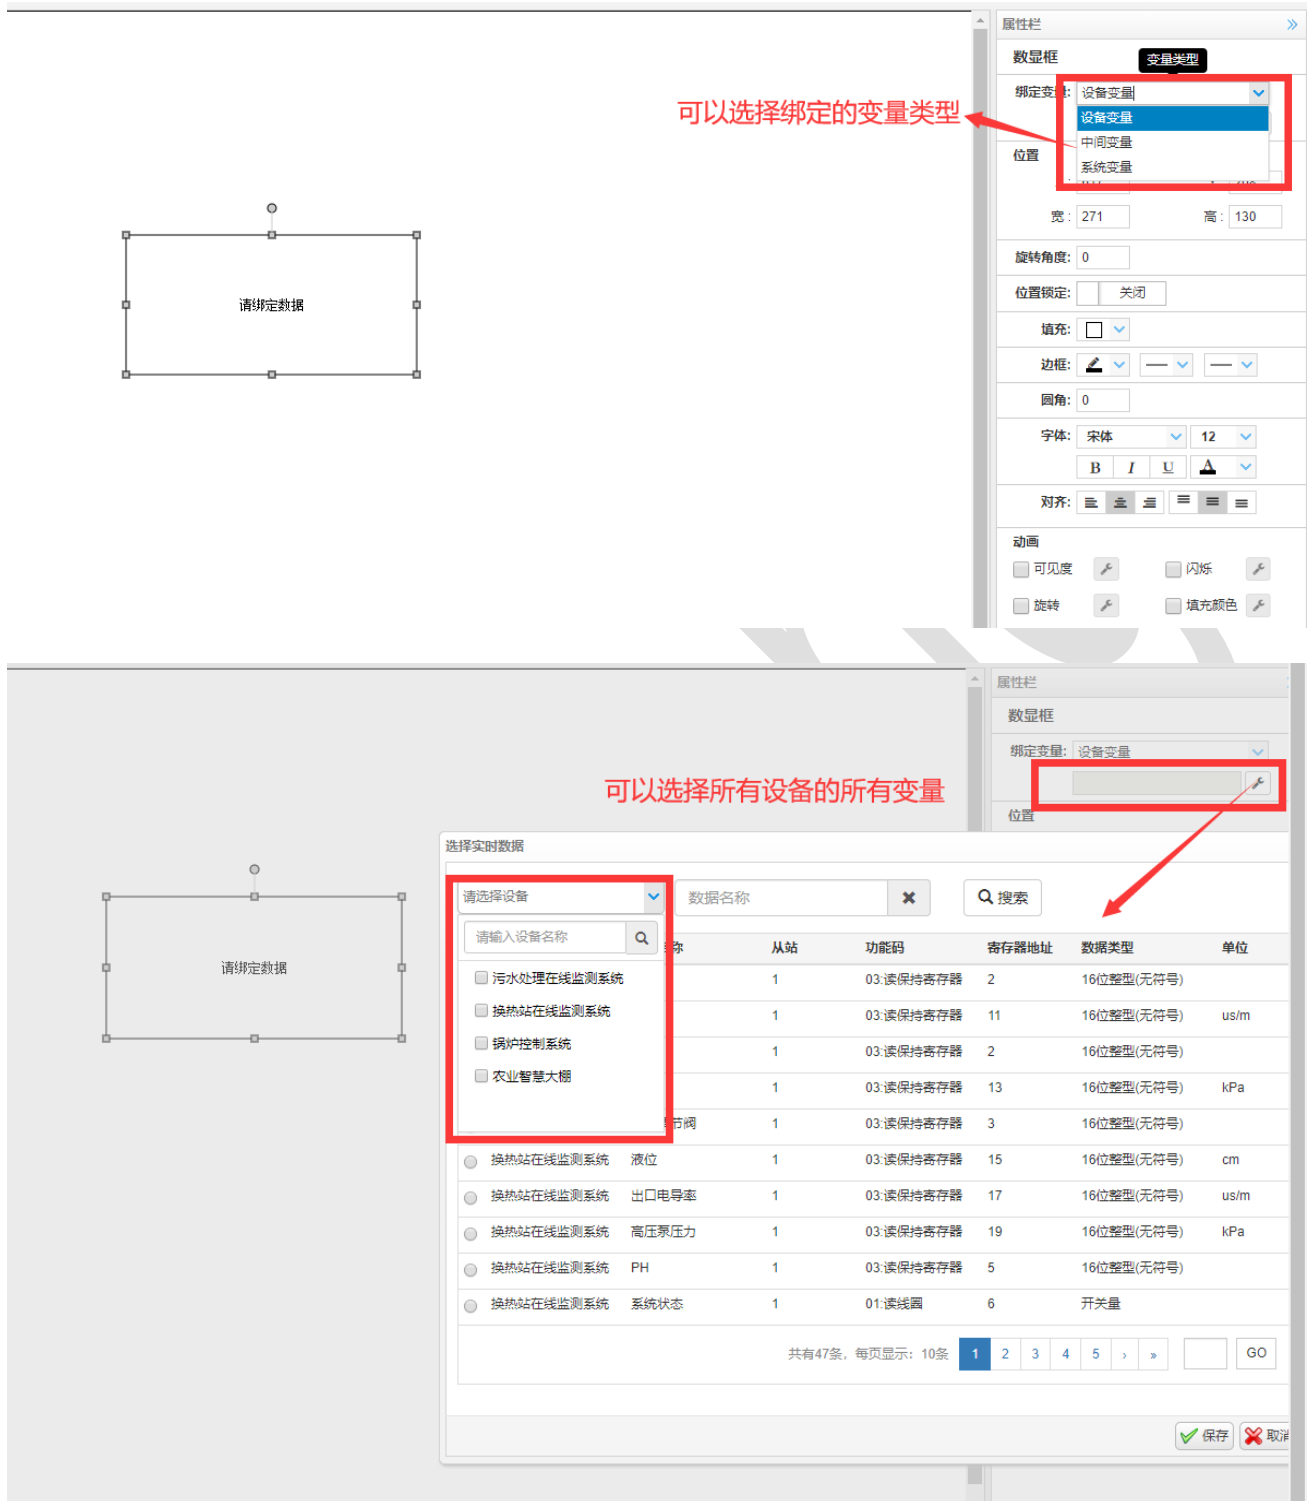 属性栏
数显框
变量类型
绑定变量: 设备变量
设备变量
中间变量
系统变量
可以选择绑定的变量类型
位置
宫: 271 高: 130
旋转角度: 0
位置锁定: 关闭
填充:
边框:
圆角: 0
字体: 宋体 12
B I U A
对齐:
动画
可见度 闪烁
旋转 填充颜色
请绑定数据
属性栏
数显框
绑定变量: 设备变量
可以选择所有设备的所有变量
位置
选择实时数据
请选择设备 数据名称 搜索
请输入设备名称
污水处理在线监测系统
换热站在线监测系统
锅炉控制系统
农业智慧大棚
请绑定数据
称 从站 功能码 寄存器地址 数据类型 单位
1 03:读保持寄存器 2 16位整型(无符号)
1 03:读保持寄存器 11 16位整型(无符号) us/m
1 03:读保持寄存器 2 16位整型(无符号)
1 03:读保持寄存器 13 16位整型(无符号) kPa
节阀 1 03:读保持寄存器 3 16位整型(无符号)
换热站在线监测系统 液位 1 03:读保持寄存器 15 16位整型(无符号) cm
换热站在线监测系统 出口电导率 1 03:读保持寄存器 17 16位整型(无符号) us/m
换热站在线监测系统 高压泵压力 1 03:读保持寄存器 19 16位整型(无符号) kPa
换热站在线监测系统 PH 1 03:读保持寄存器 5 16位整型(无符号)
换热站在线监测系统 系统状态 1 01:读线圈 6 开关量
共有47条，每页显示：10条 1 2 3 4 5 › » GO
保存 取消